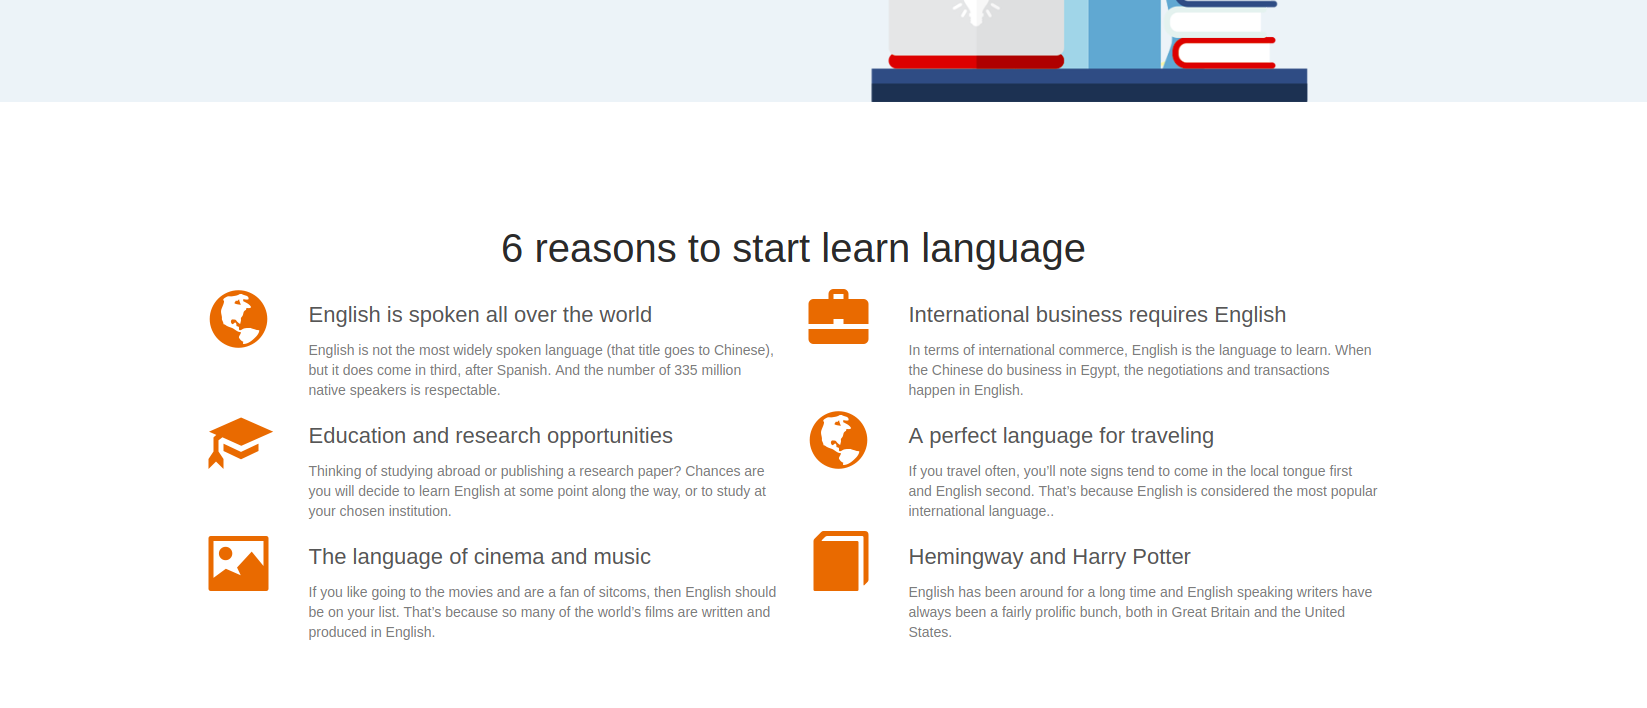 6 reasons to start learn language
English is spoken all over the world
English is not the most widely spoken language (that title goes to Chinese),
but it does come in third, after Spanish. And the number of 335 million
native speakers is respectable.
International business requires English
In terms of international commerce, English is the language to learn. When
the Chinese do business in Egypt, the negotiations and transactions
happen in English.
Education and research opportunities
Thinking of studying abroad or publishing a research paper? Chances are
you will decide to learn English at some point along the way, or to study at
your chosen institution.
A perfect language for traveling
If you travel often, you’ll note signs tend to come in the local tongue first
and English second. That’s because English is considered the most popular
international language..
The language of cinema and music
If you like going to the movies and are a fan of sitcoms, then English should
be on your list. That’s because so many of the world’s films are written and
produced in English.
Hemingway and Harry Potter
English has been around for a long time and English speaking writers have
always been a fairly prolific bunch, both in Great Britain and the United
States.